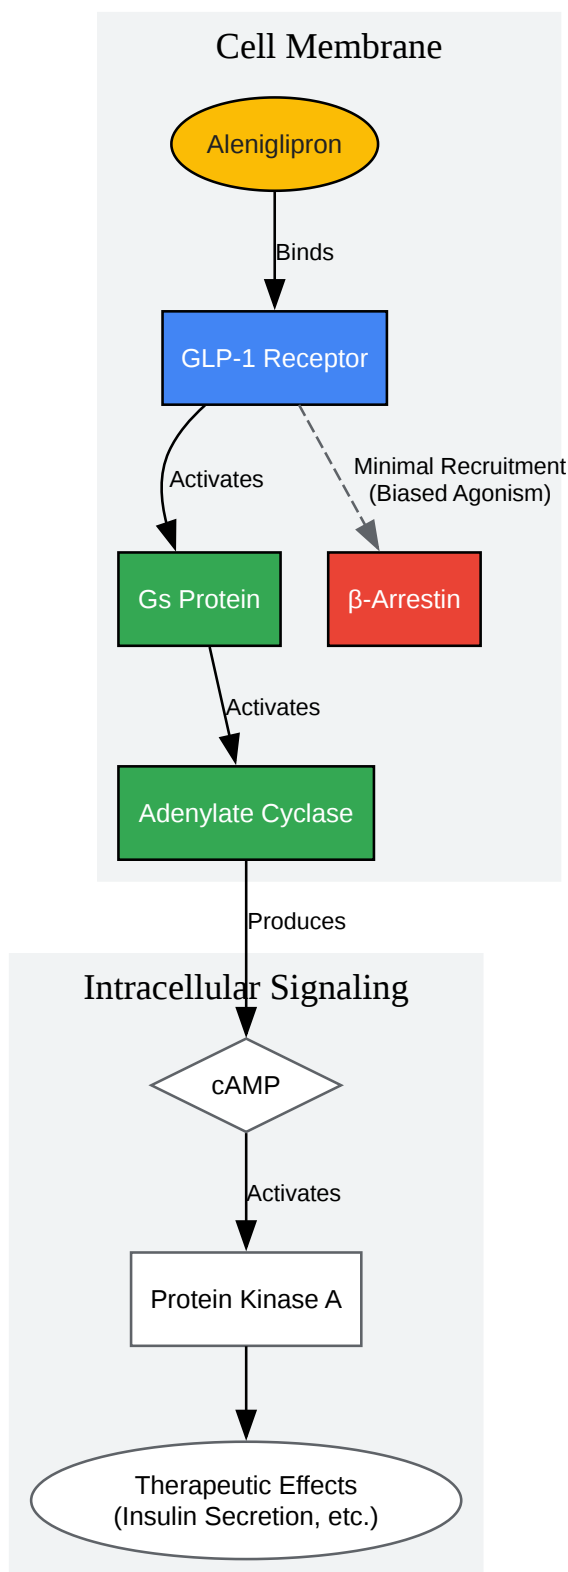 Cell Membrane
Aleniglipron
Binds
GLP-1 Receptor
Activates
Minimal Recruitment
(Biased Agonism)
Gs Protein
β-Arrestin
Activates
Adenylate Cyclase
Produces
Intracellular Signaling
cAMP
Activates
Protein Kinase A
Therapeutic Effects
(Insulin Secretion, etc.)